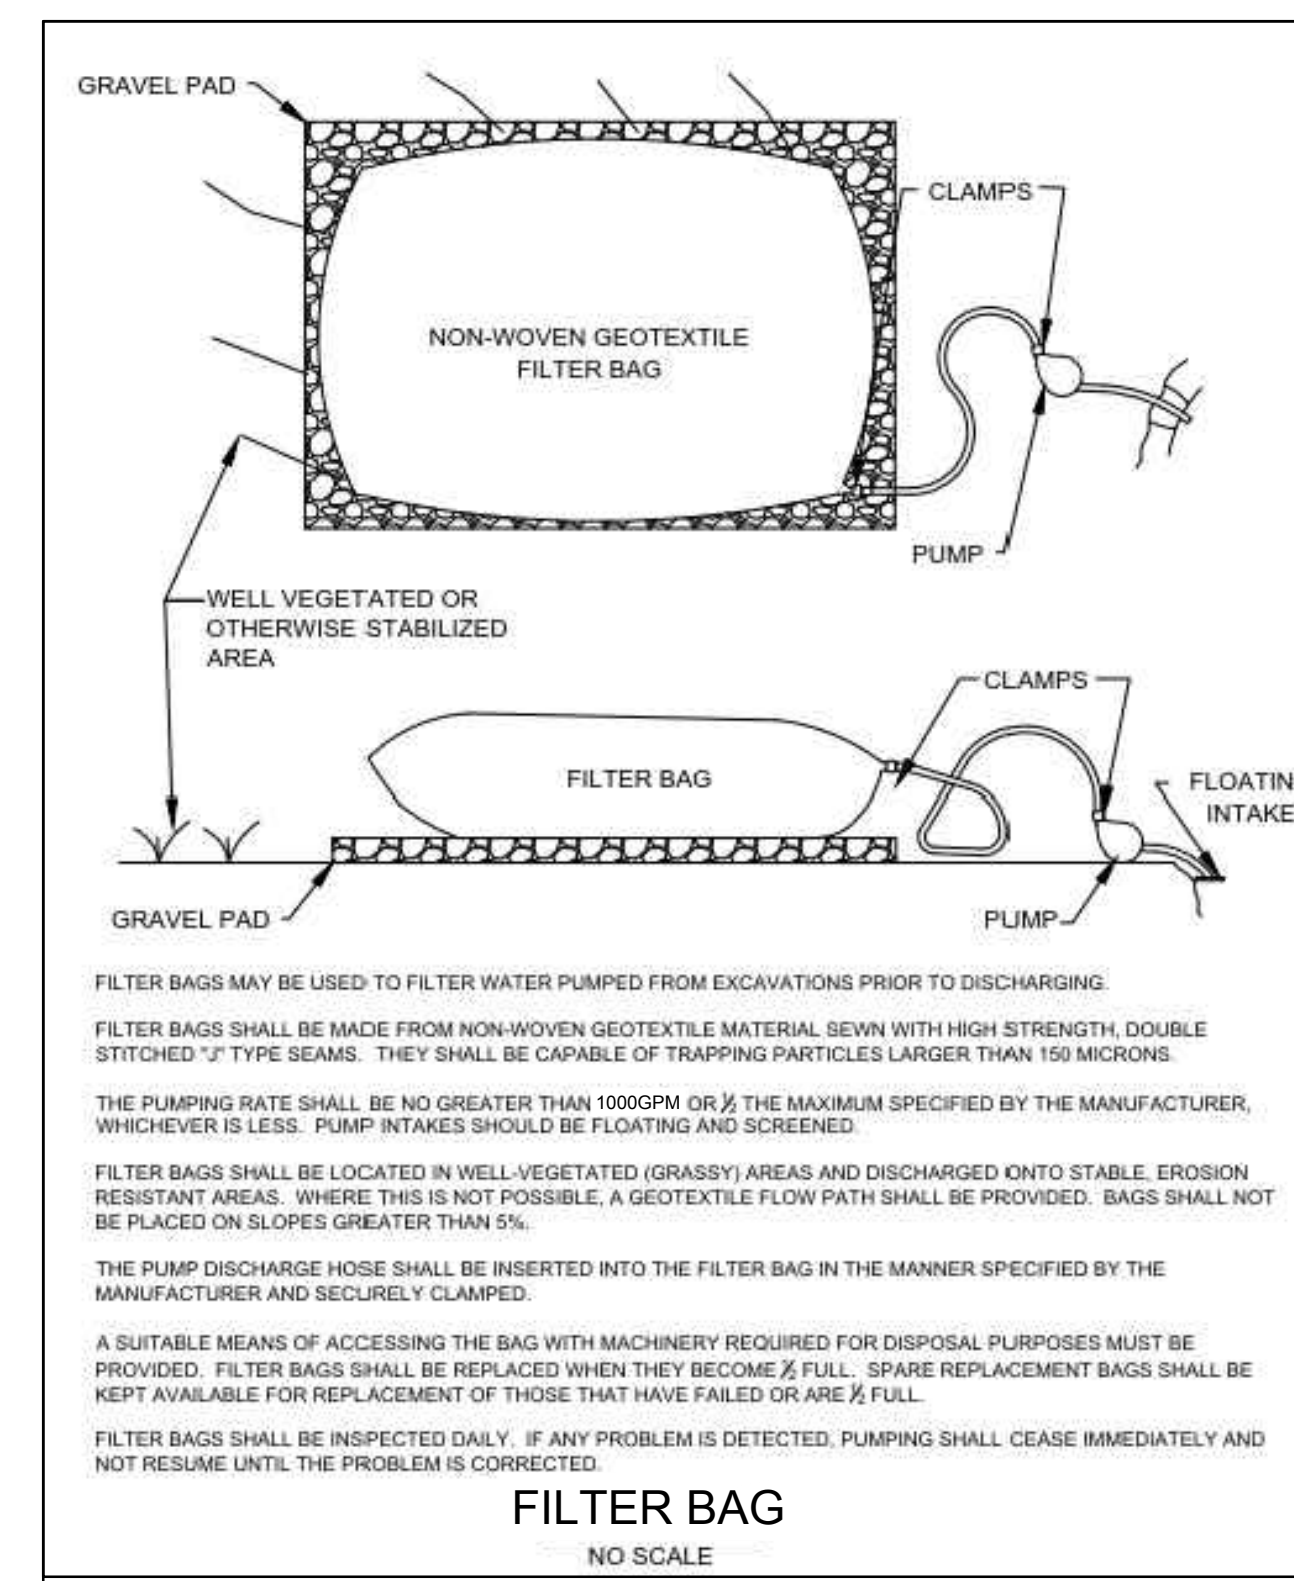 GRAVEL PAD
CLAMPS
NON-WOVEN GEOTEXTILE
FILTER BAG
PUMP
WELL VEGETATED OR
OTHERWISE STABILIZED
AREA
CLAMPS
FILTER BAG
FLOATIN
INTAKE
GRAVEL PAD
PUMP
FILTER BAGS MAY BE USED TO FILTER WATER PUMPED FROM EXCAVATIONS PRIOR TO DISCHARGING.
FILTER BAGS SHALL BE MADE FROM NON-WOVEN GEOTEXTILE MATERIAL SEWN WITH HIGH STRENGTH, DOUBLE
STITCHED "J" TYPE SEAMS. THEY SHALL BE CAPABLE OF TRAPPING PARTICLES LARGER THAN 150 MICRONS.
THE PUMPING RATE SHALL BE NO GREATER THAN 1000GPM OR ½ THE MAXIMUM SPECIFIED BY THE MANUFACTURER,
WHICHEVER IS LESS. PUMP INTAKES SHOULD BE FLOATING AND SCREENED.
FILTER BAGS SHALL BE LOCATED IN WELL-VEGETATED (GRASSY) AREAS AND DISCHARGED ONTO STABLE, EROSION
RESISTANT AREAS. WHERE THIS IS NOT POSSIBLE, A GEOTEXTILE FLOW PATH SHALL BE PROVIDED. BAGS SHALL NOT
BE PLACED ON SLOPES GREATER THAN 5%.
THE PUMP DISCHARGE HOSE SHALL BE INSERTED INTO THE FILTER BAG IN THE MANNER SPECIFIED BY THE
MANUFACTURER AND SECURELY CLAMPED.
A SUITABLE MEANS OF ACCESSING THE BAG WITH MACHINERY REQUIRED FOR DISPOSAL PURPOSES MUST BE
PROVIDED. FILTER BAGS SHALL BE REPLACED WHEN THEY BECOME ½ FULL. SPARE REPLACEMENT BAGS SHALL BE
KEPT AVAILABLE FOR REPLACEMENT OF THOSE THAT HAVE FAILED OR ARE ½ FULL.
FILTER BAGS SHALL BE INSPECTED DAILY. IF ANY PROBLEM IS DETECTED, PUMPING SHALL CEASE IMMEDIATELY AND
NOT RESUME UNTIL THE PROBLEM IS CORRECTED.
FILTER BAG
NO SCALE